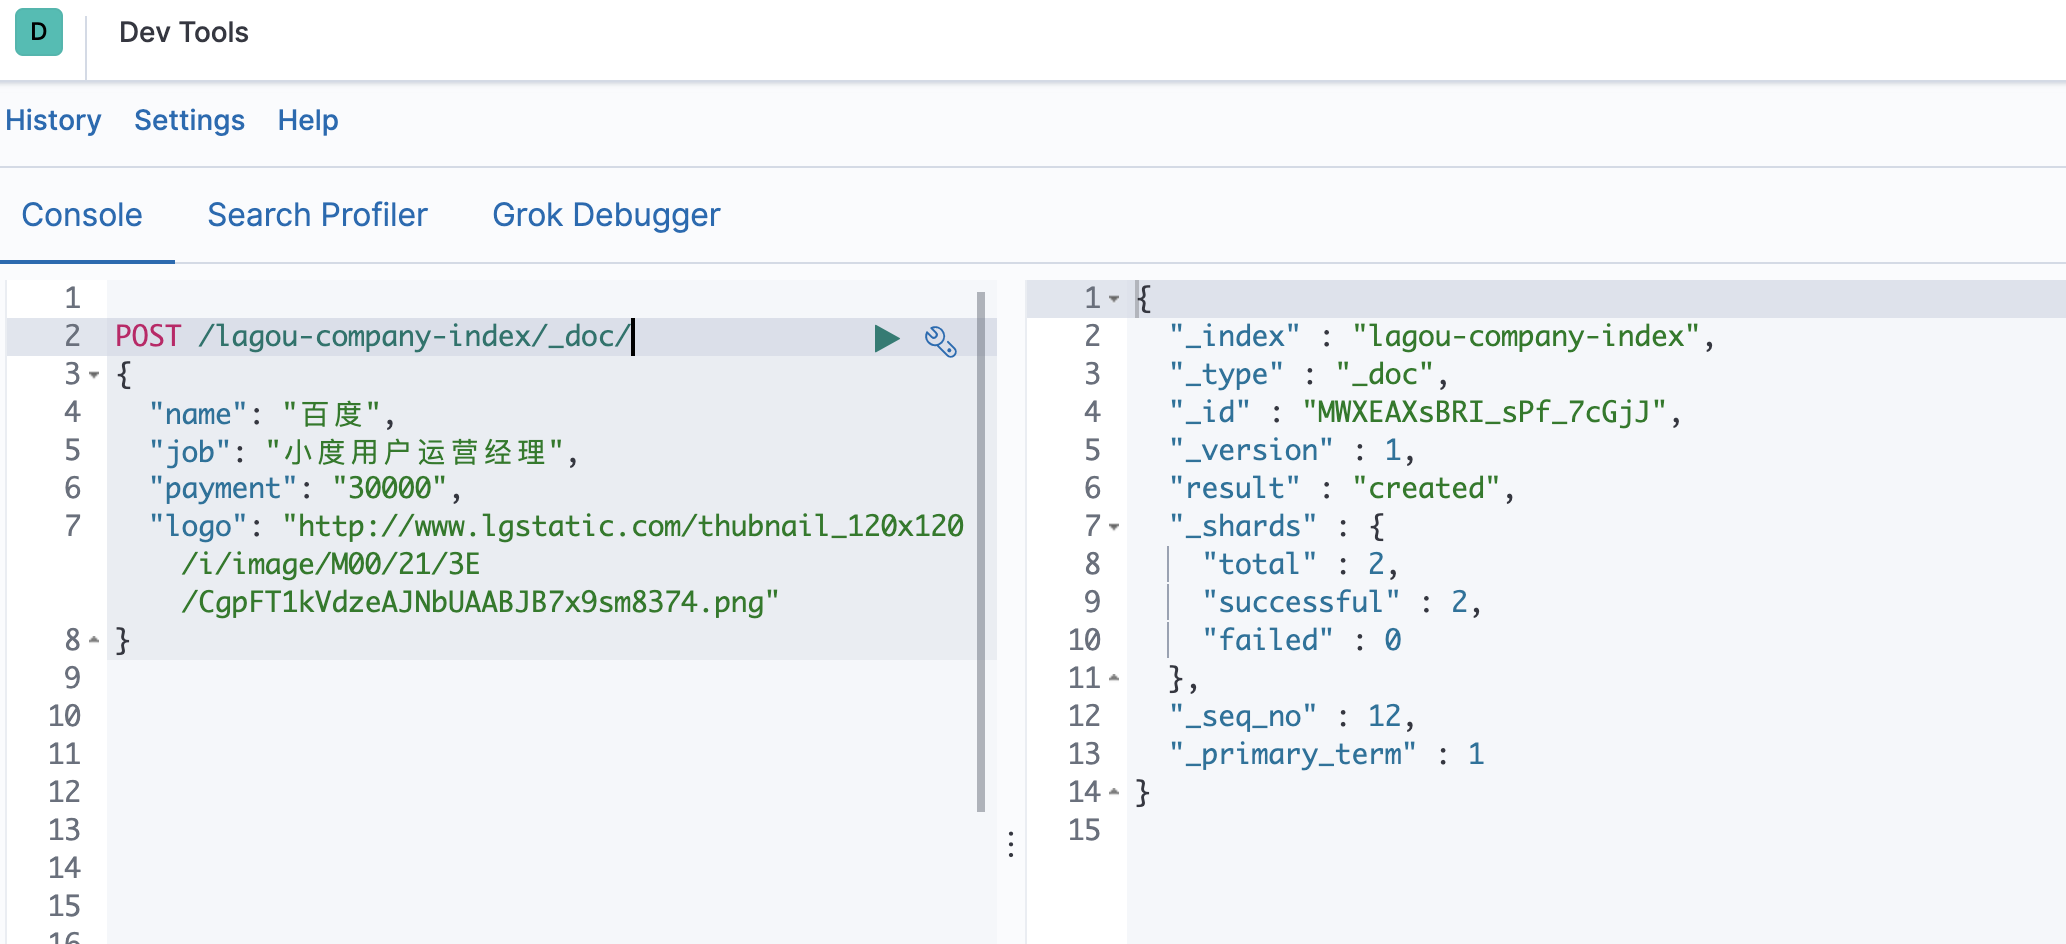 D
Dev Tools
History Settings Help
Console Search Profiler Grok Debugger
1
2 POST /lagou-company-index/_doc/
3 {
4 "name": "百度",
5 "job": "小度用户运营经理",
6 "payment": "30000",
7 "logo": "http://www.lgstatic.com/thubnail_120x120
/i/image/M00/21/3E
/CgpFT1kVdzeAJNbUAABJB7x9sm8374.png"
8 }
9
10
11
12
13
14
15
16
1 {
2 "_index" : "lagou-company-index",
3 "_type" : "_doc",
4 "_id" : "MWXEAXsBRI_sPf_7cGjJ",
5 "_version" : 1,
6 "result" : "created",
7 "_shards" : {
8 "total" : 2,
9 "successful" : 2,
10 "failed" : 0
11 },
12 "_seq_no" : 12,
13 "_primary_term" : 1
14 }
15